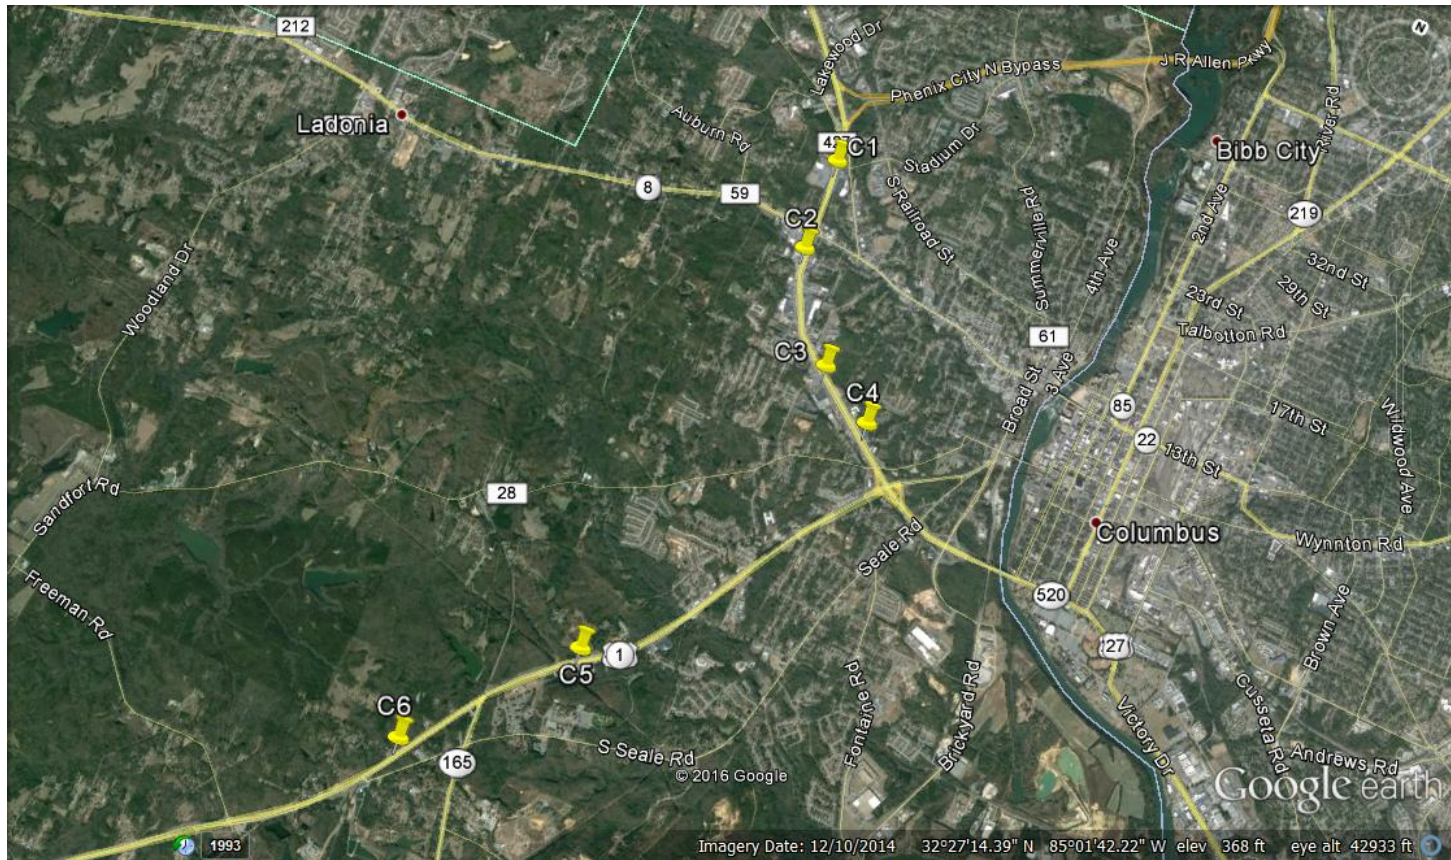 212
Lakewood Dr
J R Allen Pkwy
N
Phenix City N Bypass
River Rd
Auburn Rd
Ladonia
427
C1
Stadium Dr
Bibb City
8
59
S Railroad St
Summerville Rd
2nd Ave
219
C2
4th Ave
Woodland Dr
32nd St
29th St
23rd St
Talbotton Rd
61
C3
3 Ave
Broad St
C4
85
17th St
Wildwood Ave
22
13th St
Sandfort Rd
28
Columbus
Wynnton Rd
Seale Rd
Freeman Rd
520
Brown Ave
1
27
C5
Fontaine Rd
Brickyard Rd
C6
Cusseta Rd
Victory Dr
S Seale Rd
165
Andrews Rd
© 2016 Google
Google earth
1993
Imagery Date: 12/10/2014 32°27'14.39" N 85°01'42.22" W elev 368 ft eye alt 42933 ft